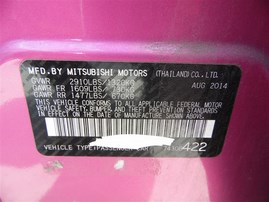 MFD.BY MITSUBISHI MOTORS (THAILAND) CO., LTD.
GVWR 2910LBS/1320KG AUG 2014
GAWR FR 1609LBS/
GAWR RR 1477LBS/ 670KG
THIS VEHICLE CONFORMS TO ALL APPLICABLE FEDERAL MOTOR
VEHICLE SAFETY, BUMPER AND THEFT PREVENTION STANDARDS
IN EFFECT ON THE DATE OF MANUFACTURE SHOWN ABOVE.
422
VEHICLE TYPE:PASSENGER CAR